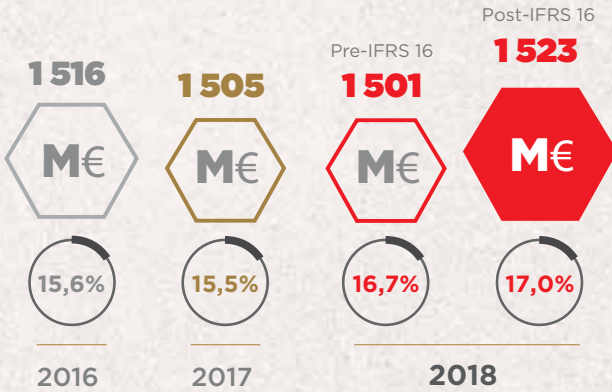 Post-IFRS 16
1 523
Pre-IFRS 16
1 516
1 505
1 501
M€
M€
M€
M€
15,6%
15,5%
16,7%
17,0%
2016
2017
2018